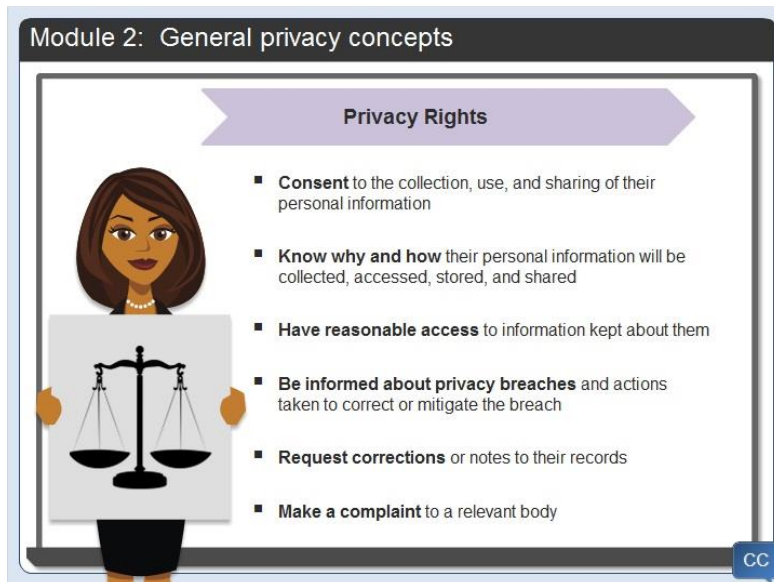 Module 2: General privacy concepts
Privacy Rights
▪ Consent to the collection, use, and sharing of their
personal information
▪ Know why and how their personal information will be
collected, accessed, stored, and shared
▪ Have reasonable access to information kept about them
▪ Be informed about privacy breaches and actions
taken to correct or mitigate the breach
▪ Request corrections or notes to their records
▪ Make a complaint to a relevant body
CC